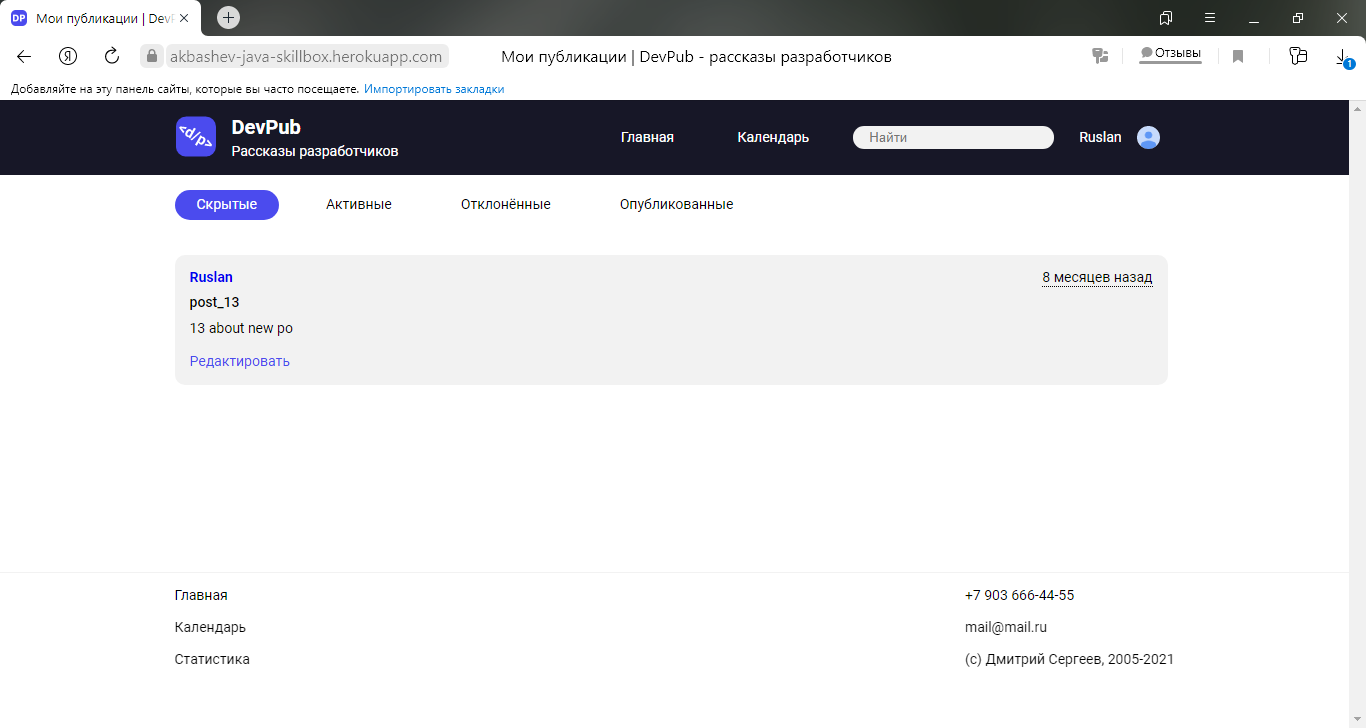 DP Мои публикации | DevP
akbashev-java-skillbox.herokuapp.com Мои публикации | DevPub - рассказы разработчиков Отзывы 1
Добавляйте на эту панель сайты, которые вы часто посещаете. Импортировать закладки
<d/p> DevPub
Рассказы разработчиков
Главная Календарь Найти Ruslan
Скрытые Активные Отклонённые Опубликованные
Ruslan 8 месяцев назад
post_13
13 about new po
Редактировать
Главная +7 903 666-44-55
Календарь mail@mail.ru
Статистика (c) Дмитрий Сергеев, 2005-2021